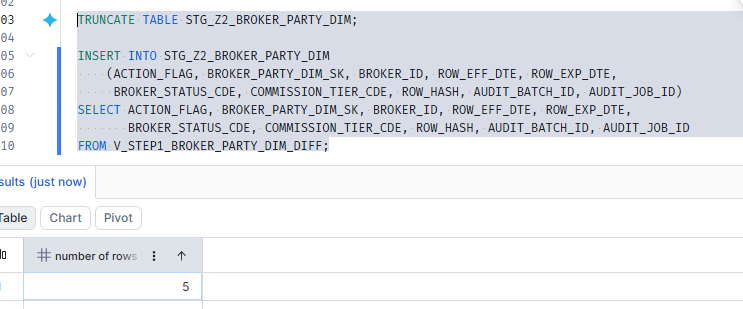 02
03 TRUNCATE TABLE STG_Z2_BROKER_PARTY_DIM;
04
05 INSERT INTO STG_Z2_BROKER_PARTY_DIM
06 (ACTION_FLAG, BROKER_PARTY_DIM_SK, BROKER_ID, ROW_EFF_DTE, ROW_EXP_DTE,
07 BROKER_STATUS_CDE, COMMISSION_TIER_CDE, ROW_HASH, AUDIT_BATCH_ID, AUDIT_JOB_ID)
08 SELECT ACTION_FLAG, BROKER_PARTY_DIM_SK, BROKER_ID, ROW_EFF_DTE, ROW_EXP_DTE,
09 BROKER_STATUS_CDE, COMMISSION_TIER_CDE, ROW_HASH, AUDIT_BATCH_ID, AUDIT_JOB_ID
10 FROM V_STEP1_BROKER_PARTY_DIM_DIFF;
sults (just now)
Table Chart Pivot
number of rows
5